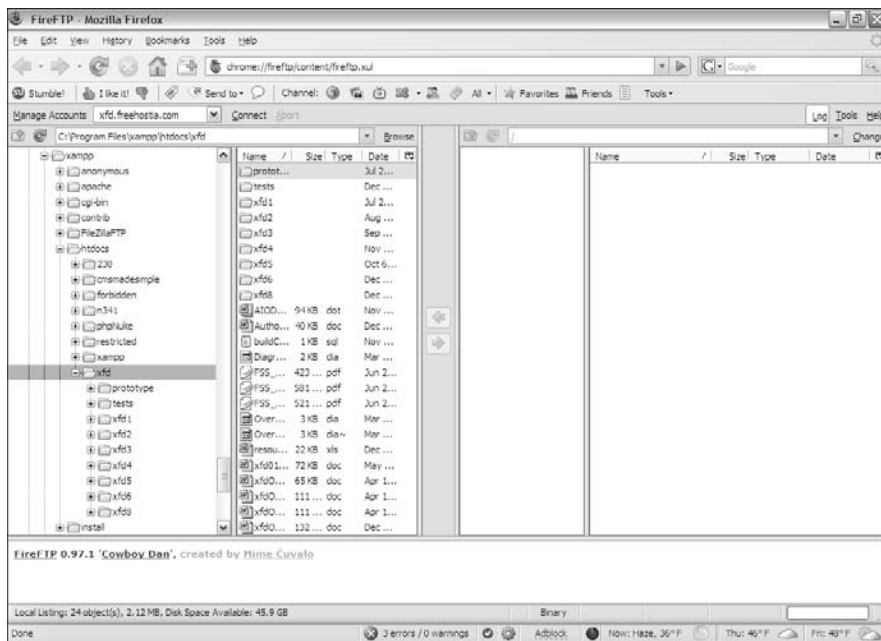 FireFTP - Mozilla Firefox
File Edit View History Bookmarks Tools Help
chrome://fireftp/content/fireftp.xul
Google
Stumble! I like it! Send to Channel: All Favorites Friends Tools
Manage Accounts xfd.freehostia.com Connect Abort Log Tools Help
C:\Program Files\xampp\htdocs\xfd Browse / Change
xampp
anonymous
apache
cgi-bin
contrib
FileZillaFTP
htdocs
230
cmsmadesimple
forbidden
n341
phpNuke
restricted
xampp
xfd
prototype
tests
xfd1
xfd2
xfd3
xfd4
xfd5
xfd6
xfd8
install
Name / Size Type Date
protot... Jul 2...
tests Dec ...
xfd1 Jul 2...
xfd2 Aug ...
xfd3 Sep ...
xfd4 Nov ...
xfd5 Oct 6...
xfd6 Dec ...
xfd8 Dec ...
AIOD... 94 KB dot Nov ...
Autho... 40 KB doc Dec ...
buildC... 1 KB sql Nov ...
Diagr... 2 KB dia Mar ...
FSS_... 423 ... pdf Jun 2...
FSS_... 581 ... pdf Jun 2...
FSS_... 521 ... pdf Jun 2...
Over... 3 KB dia Mar ...
Over... 3 KB dia~ Mar ...
resou... 22 KB xls Dec ...
xfd01... 72 KB doc May ...
xfdO... 65 KB doc Apr 1...
xfdO... 111 ... doc Apr 1...
xfdO... 111 ... doc Apr 1...
xfdO... 132 ... doc Dec ...
Name / Size Type Date
FireFTP 0.97.1 'Cowboy Dan', created by Mime Čuvalo
Local Listing: 24 object(s), 2.12 MB, Disk Space Available: 45.9 GB Binary
Done 3 errors / 0 warnings Adblock Now: Haze, 36°F Thu: 46°F Fri: 48°F